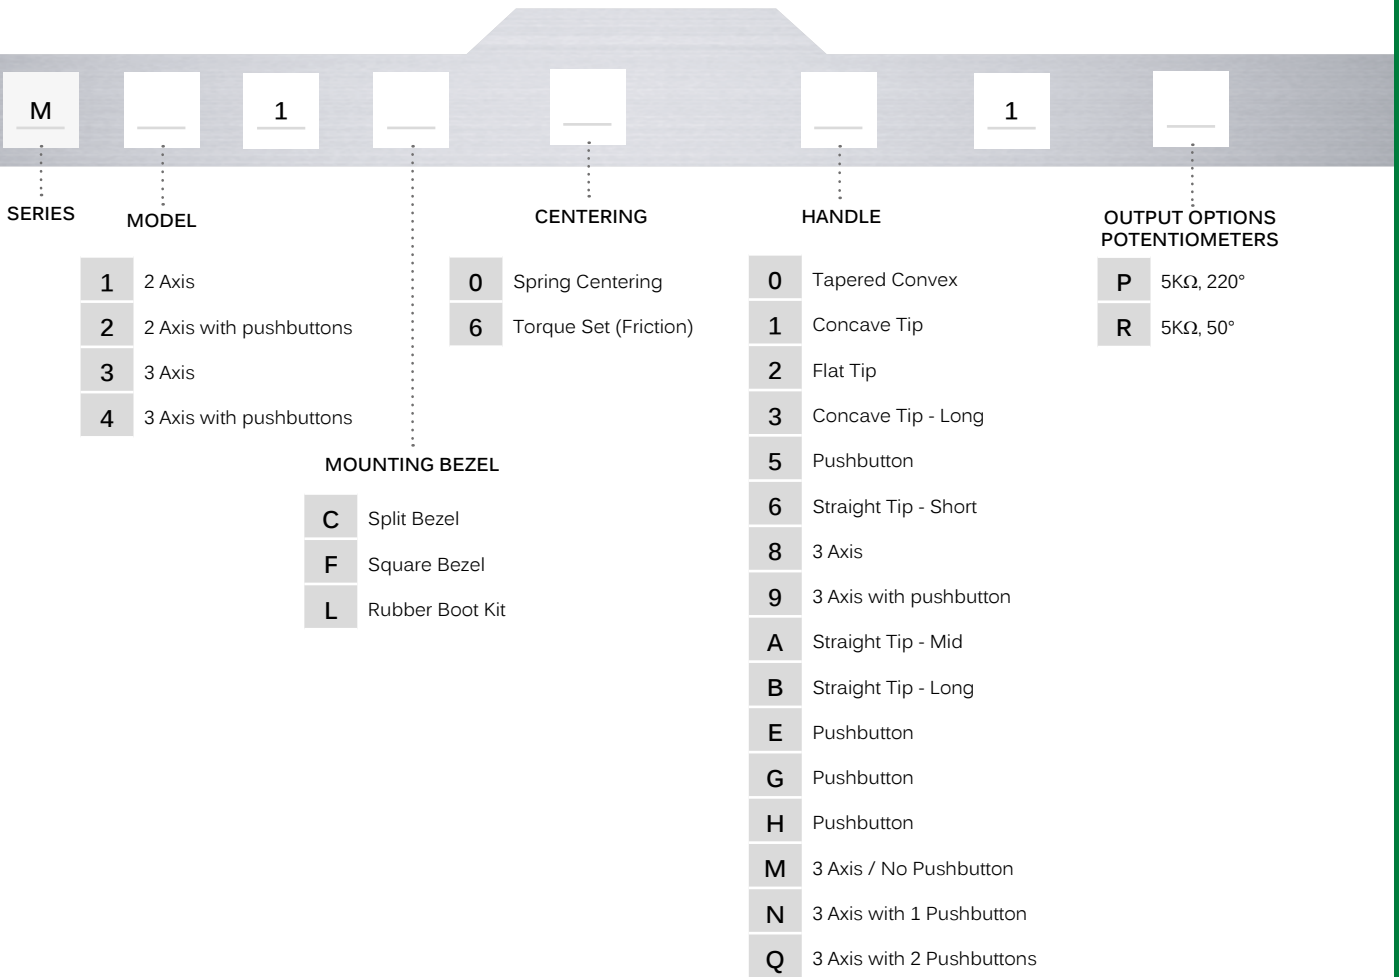 M 1 1
SERIES
MODEL
1 2 Axis
2 2 Axis with pushbuttons
3 3 Axis
4 3 Axis with pushbuttons
MOUNTING BEZEL
C Split Bezel
F Square Bezel
L Rubber Boot Kit
CENTERING
0 Spring Centering
6 Torque Set (Friction)
HANDLE
0 Tapered Convex
1 Concave Tip
2 Flat Tip
3 Concave Tip - Long
5 Pushbutton
6 Straight Tip - Short
8 3 Axis
9 3 Axis with pushbutton
A Straight Tip - Mid
B Straight Tip - Long
E Pushbutton
G Pushbutton
H Pushbutton
M 3 Axis / No Pushbutton
N 3 Axis with 1 Pushbutton
Q 3 Axis with 2 Pushbuttons
OUTPUT OPTIONS
POTENTIOMETERS
P 5KΩ, 220°
R 5KΩ, 50°